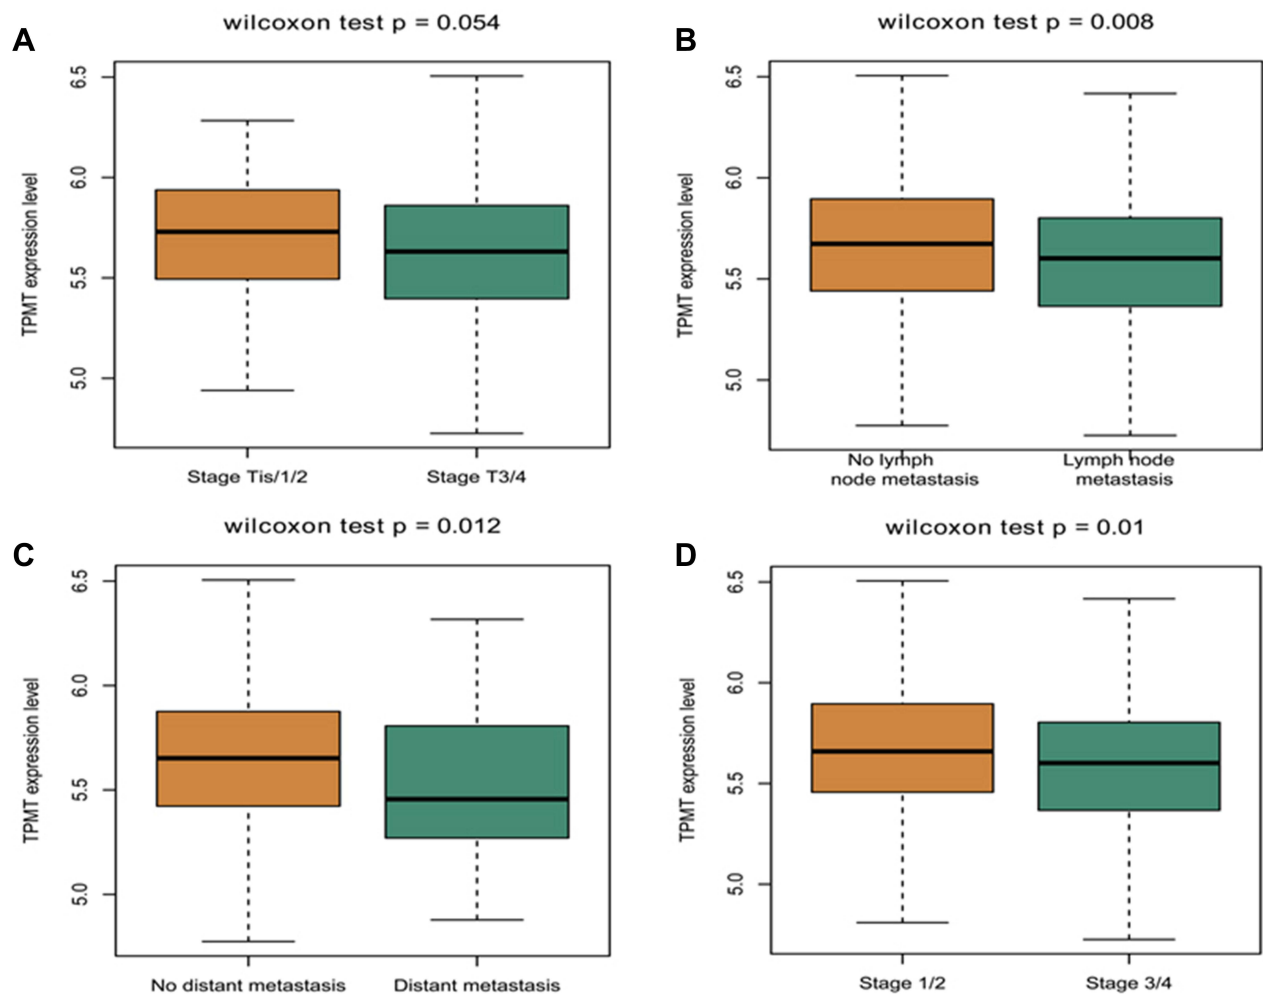 A
wilcoxon test p = 0.054
TPMT expression level
6.5
6.0
5.5
5.0
Stage Tis/1/2
Stage T3/4
B
wilcoxon test p = 0.008
TPMT expression level
6.5
6.0
5.5
5.0
No lymph
node metastasis
Lymph node
metastasis
C
wilcoxon test p = 0.012
TPMT expression level
6.5
6.0
5.5
5.0
No distant metastasis
Distant metastasis
D
wilcoxon test p = 0.01
TPMT expression level
6.5
6.0
5.5
5.0
Stage 1/2
Stage 3/4